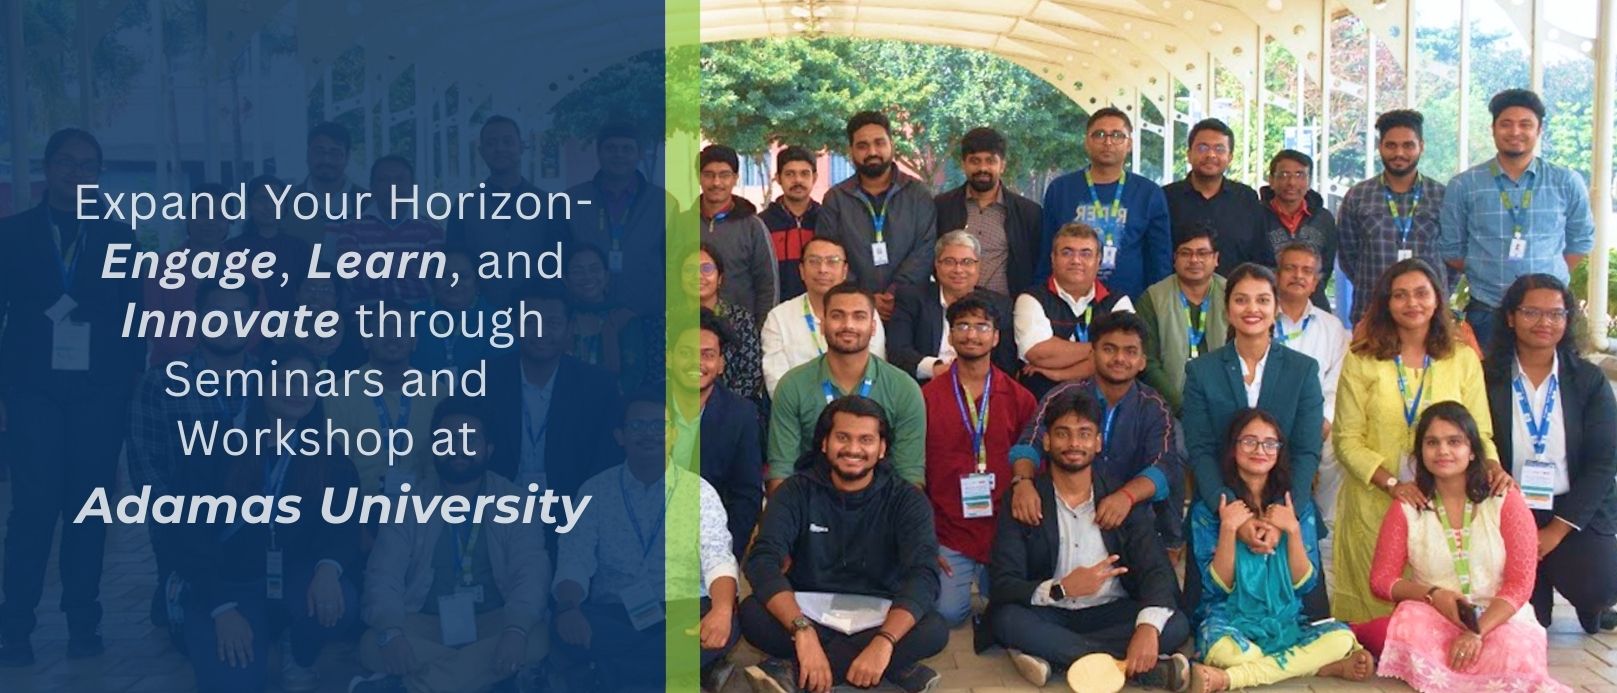 Expand Your Horizon-
Engage, Learn, and
Innovate through
Seminars and
Workshop at
Adamas University